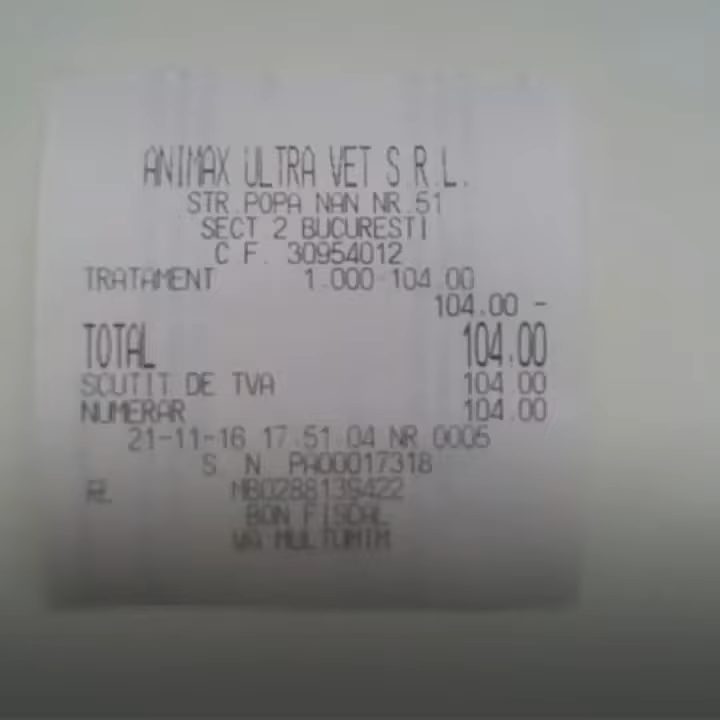 ANIMAX ULTRA VET S R.L.
STR.POPA NAN NR.51
SECT 2 BUCURESTI
C F. 30954012
TRATAMENT 1.000 104.00
104.00 -
TOTAL 104.00
SCUTIT DE TVA 104.00
NUMERAR 104.00
21-11-16 17:51:04 NR.0005
S N PA00017318
MB0288139422
BON FISCAL
VA MULTUMIM